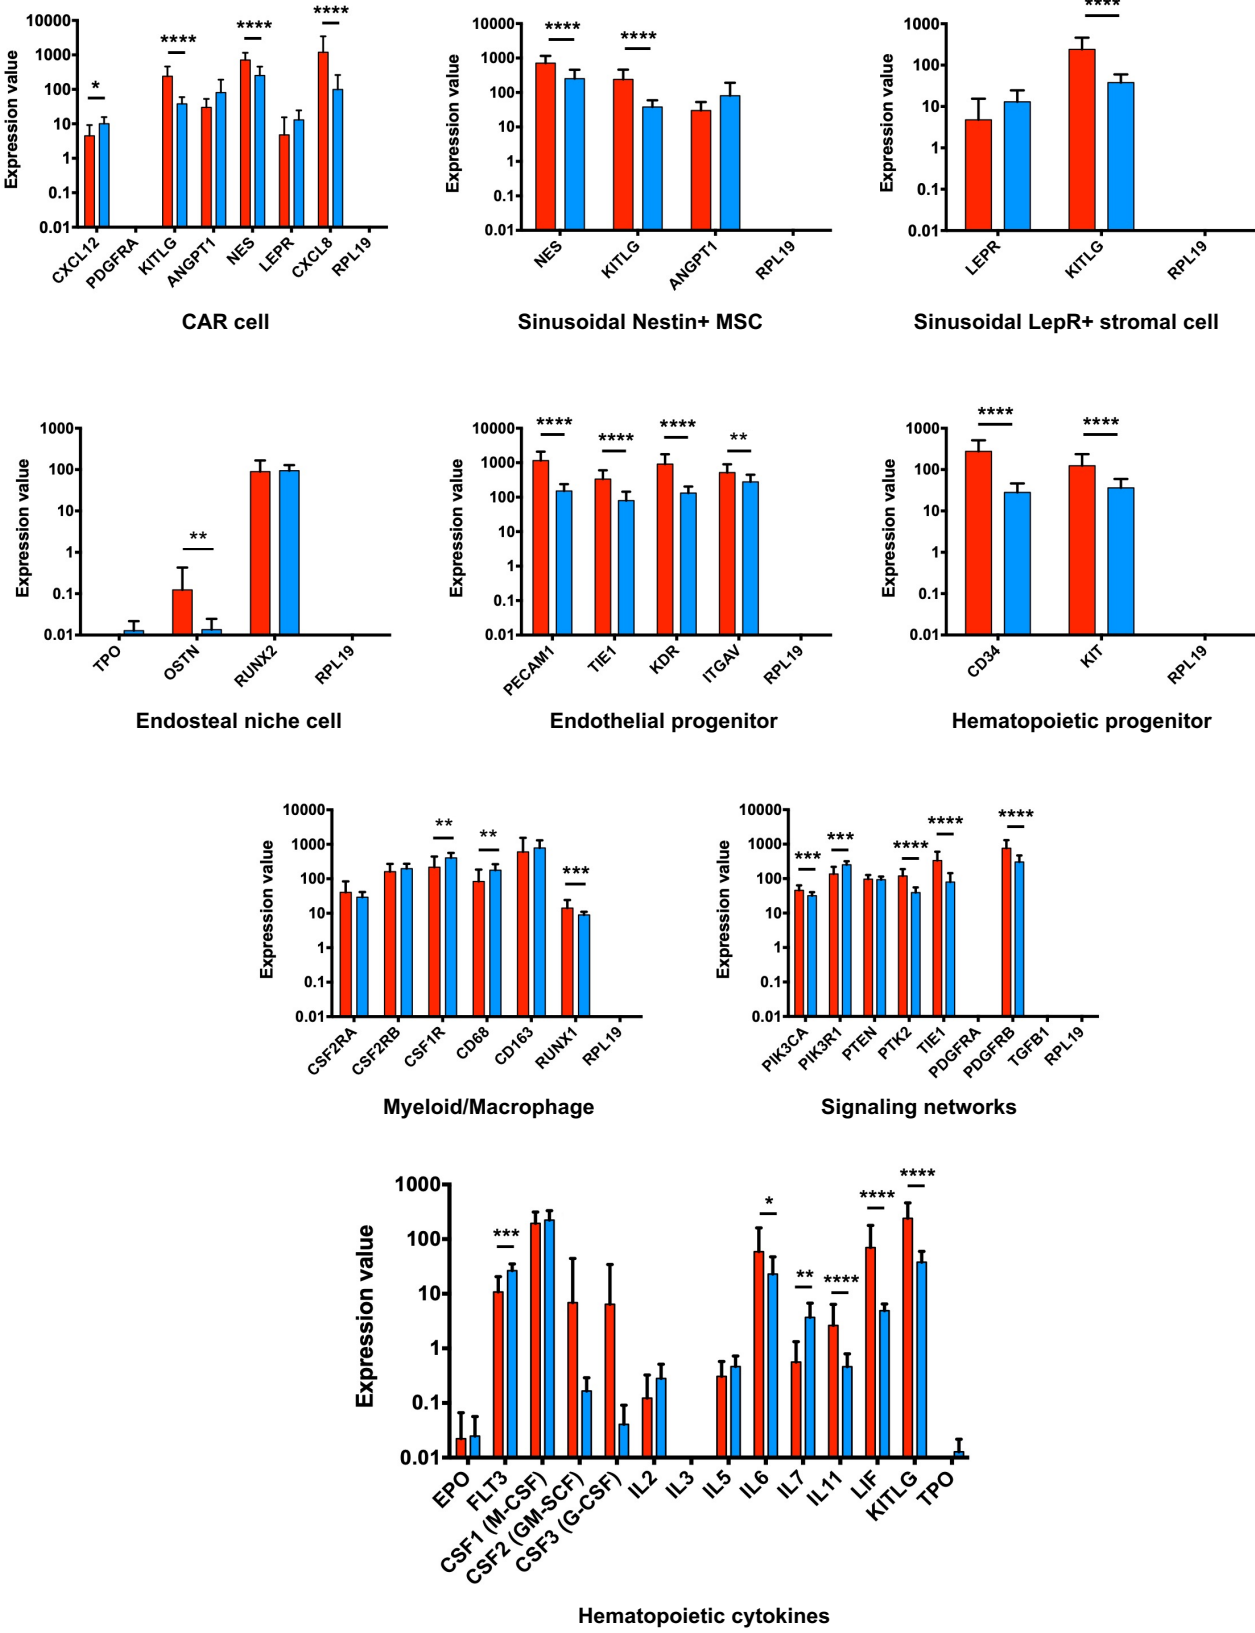 **** **** **** * **** **** ****
Expression value
10000
1000
100
10
1
0.1
0.01
CXCL12 PDGFRA KITLG ANGPT1 NES LEPR CXCL8 RPL19
CAR cell
Expression value
10000
1000
100
10
1
0.1
0.01
NES KITLG ANGPT1 RPL19
Sinusoidal Nestin+ MSC
Expression value
1000
100
10
1
0.1
0.01
LEPR KITLG RPL19
Sinusoidal LepR+ stromal cell
Expression value
1000
100
10
1
0.1
0.01
**
TPO OSTN RUNX2 RPL19
Endosteal niche cell
Expression value
10000
1000
100
10
1
0.1
0.01
**** **** **** **
PECAM1 TIE1 KDR ITGAV RPL19
Endothelial progenitor
Expression value
1000
100
10
1
0.1
0.01
**** ****
CD34 KIT RPL19
Hematopoietic progenitor
Expression value
10000
1000
100
10
1
0.1
0.01
** ** ***
CSF2RA CSF2RB CSF1R CD68 CD163 RUNX1 RPL19
Myeloid/Macrophage
Expression value
10000
1000
100
10
1
0.1
0.01
*** *** **** **** ****
PIK3CA PIK3R1 PTEN PTK2 TIE1 PDGFRA PDGFRB TGFB1 RPL19
Signaling networks
Expression value
1000
100
10
1
0.1
0.01
*** * ** **** **** ****
EPO FLT3 CSF1 (M-CSF) CSF2 (GM-SCF) CSF3 (G-CSF) IL2 IL3 IL5 IL6 IL7 IL11 LIF KITLG TPO
Hematopoietic cytokines